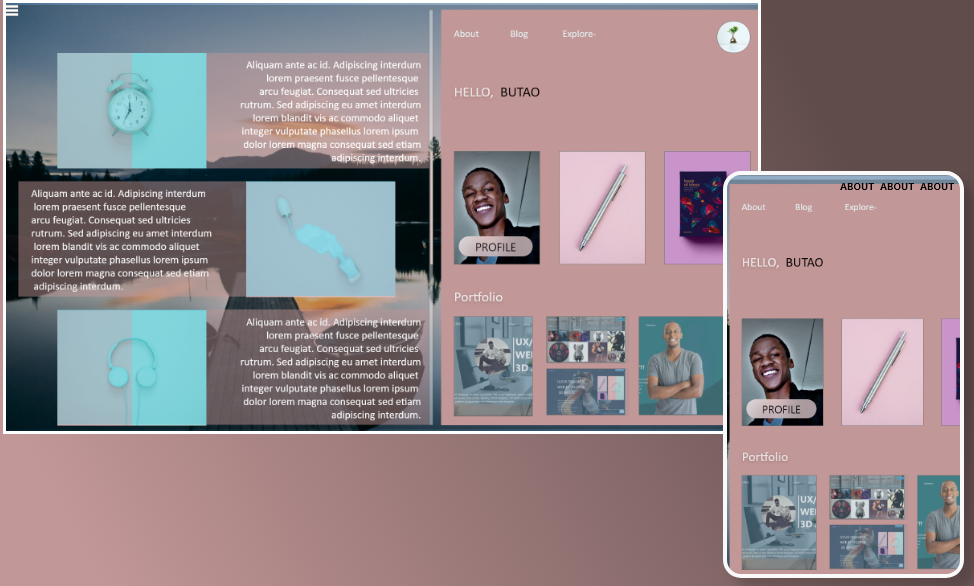 Aliquam ante ac id. Adipiscing interdum
lorem praesent fusce pellentesque
arcu feugiat. Consequat sed ultricies
rutrum. Sed adipiscing eu amet interdum
lorem blandit vis ac commodo aliquet
integer vulputate phasellus lorem ipsum
dolor lorem magna consequat sed etiam
adipiscing interdum.
Aliquam ante ac id. Adipiscing interdum
lorem praesent fusce pellentesque
arcu feugiat. Consequat sed ultricies
rutrum. Sed adipiscing eu amet interdum
lorem blandit vis ac commodo aliquet
integer vulputate phasellus lorem ipsum
dolor lorem magna consequat sed etiam
adipiscing interdum.
Aliquam ante ac id. Adipiscing interdum
lorem praesent fusce pellentesque
arcu feugiat. Consequat sed ultricies
rutrum. Sed adipiscing eu amet interdum
lorem blandit vis ac commodo aliquet
integer vulputate phasellus lorem ipsum
dolor lorem magna consequat sed etiam
adipiscing interdum.
About Blog Explore-
HELLO, BUTAO
PROFILE
Portfolio
UX/
WE
3D
ABOUT ABOUT ABOUT
About Blog Explore-
HELLO, BUTAO
PROFILE
Portfolio
UX/
WE
3D